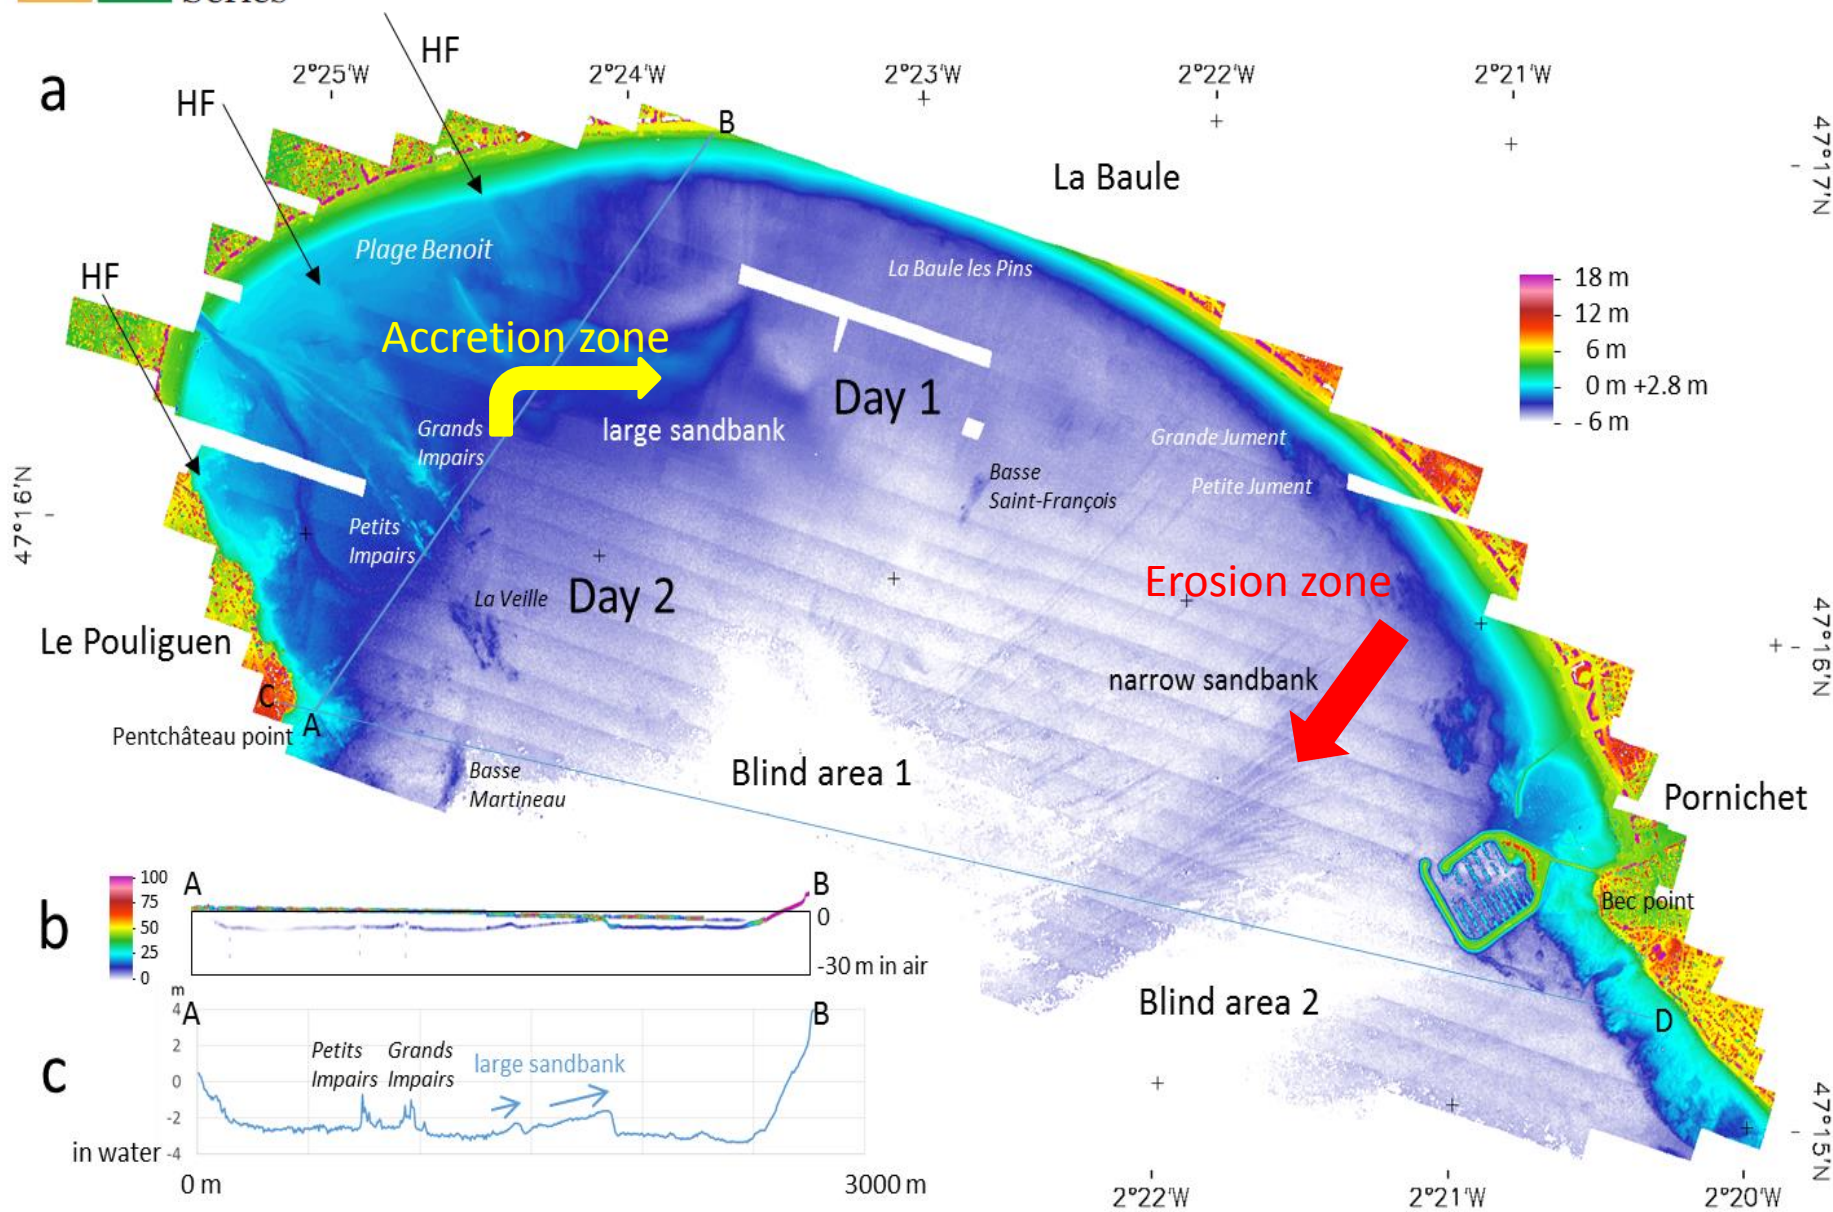 Series
HF
2°25'W
2°24'W
2°23'W
2°22'W
2°21'W
a
HF
B
47°17'N
La Baule
Plage Benoit
La Baule les Pins
HF
18 m
12 m
6 m
0 m +2.8 m
- 6 m
Accretion zone
Day 1
Grands
Impairs
large sandbank
Grande Jument
Basse
Saint-François
Petite Jument
47°16'N
Petits
Impairs
Erosion zone
La Veille
Day 2
Le Pouliguen
47°16'N
narrow sandbank
C
A
Pentchâteau point
Basse
Martineau
Blind area 1
Pornichet
Bec point
b
100
75
50
25
0
A
B
0
-30 m in air
Blind area 2
D
c
m
4
2
0
-2
-4
A
B
Petits
Impairs
Grands
Impairs
large sandbank
in water
0 m
3000 m
47°15'N
2°22'W
2°21'W
2°20'W